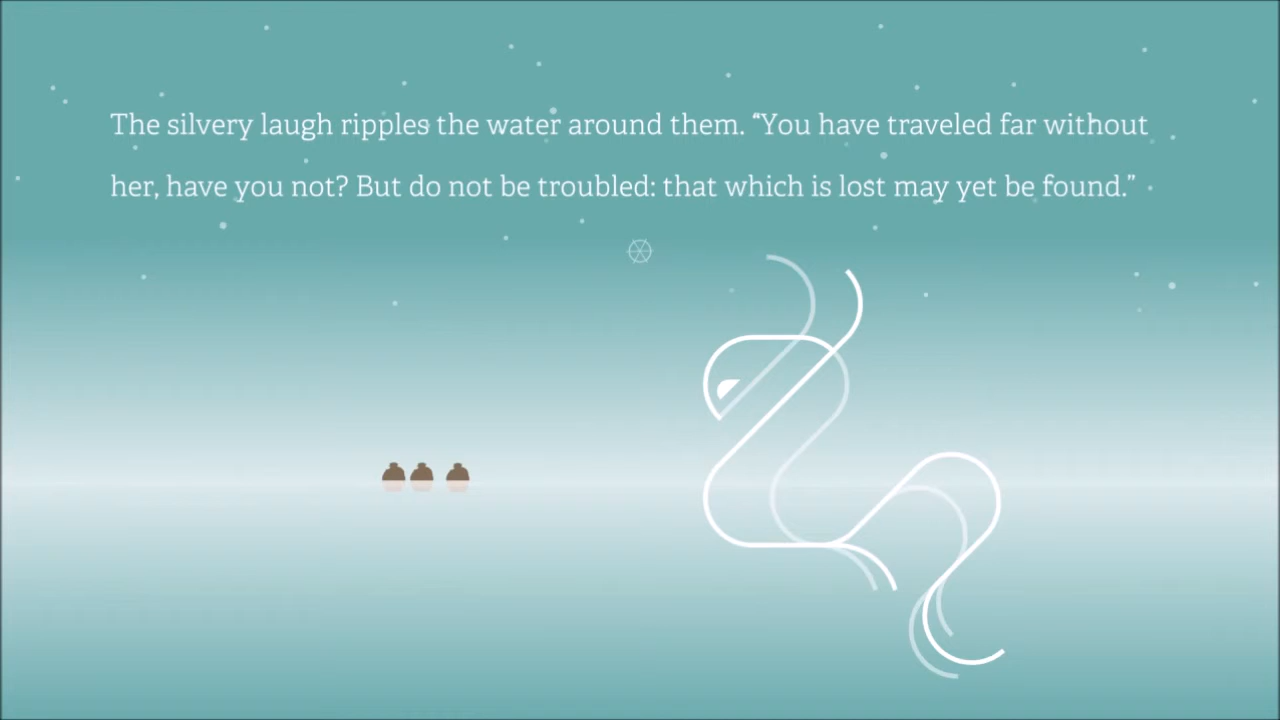 The silvery laugh ripples the water around them. “You have traveled far without
her, have you not? But do not be troubled: that which is lost may yet be found.”